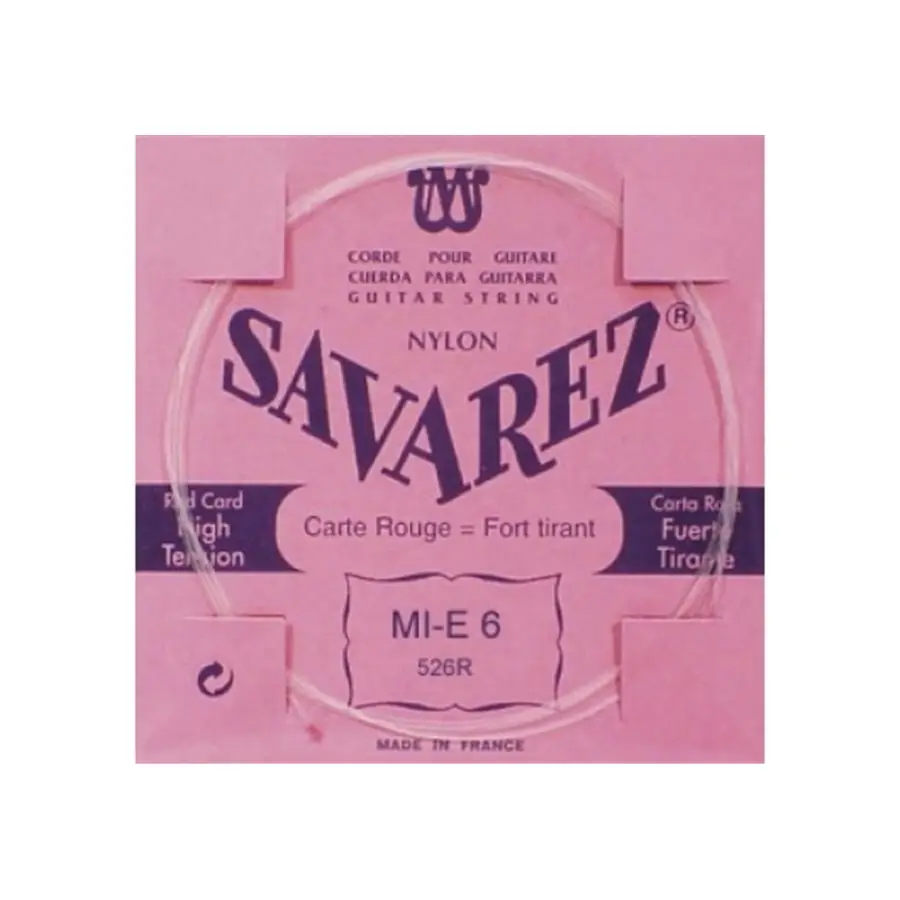 CORDE POUR GUITARE
CUERDA PARA GUITARRA
GUITAR STRING
NYLON
SAVAREZ®
Red Card
High
Tension
Carte Rouge = Fort tirant
Carta Roja
Fuerte
Tirante
MI-E 6
526R
MADE IN FRANCE